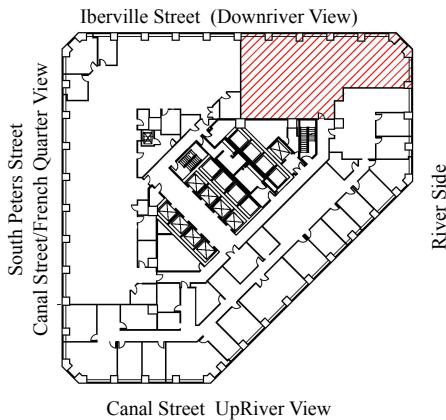 Iberville Street (Downriver View)
South Peters Street
Canal Street/French Quarter View
River Side
Canal Street UpRiver View